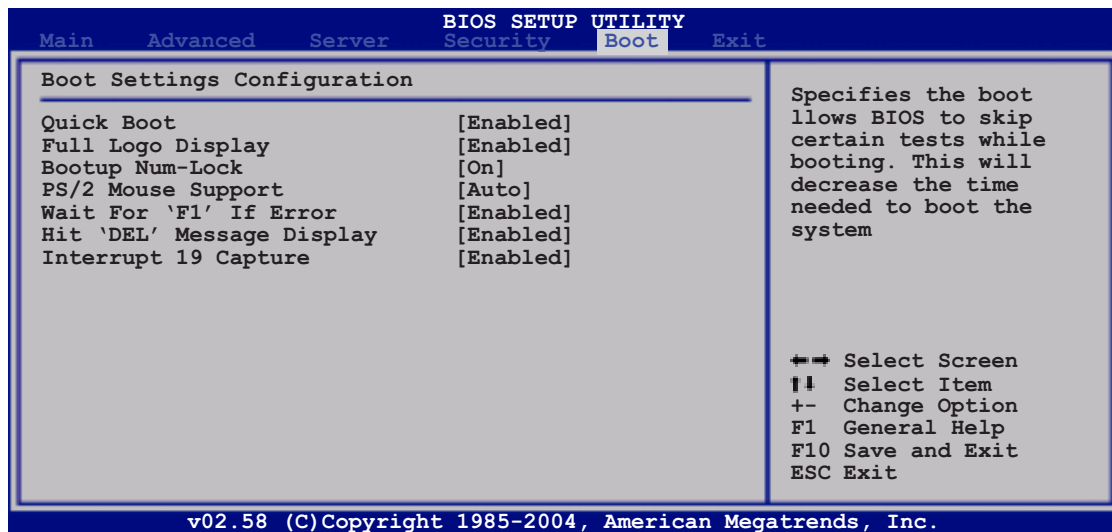 BIOS SETUP UTILITY
Main Advanced Server Security Boot Exit
Boot Settings Configuration
Quick Boot [Enabled]
Full Logo Display [Enabled]
Bootup Num-Lock [On]
PS/2 Mouse Support [Auto]
Wait For ‘F1’ If Error [Enabled]
Hit ‘DEL’ Message Display [Enabled]
Interrupt 19 Capture [Enabled]
Specifies the boot
llows BIOS to skip
certain tests while
booting. This will
decrease the time
needed to boot the
system
←→ Select Screen
↑↓ Select Item
+- Change Option
F1 General Help
F10 Save and Exit
ESC Exit
v02.58 (C)Copyright 1985-2004, American Megatrends, Inc.